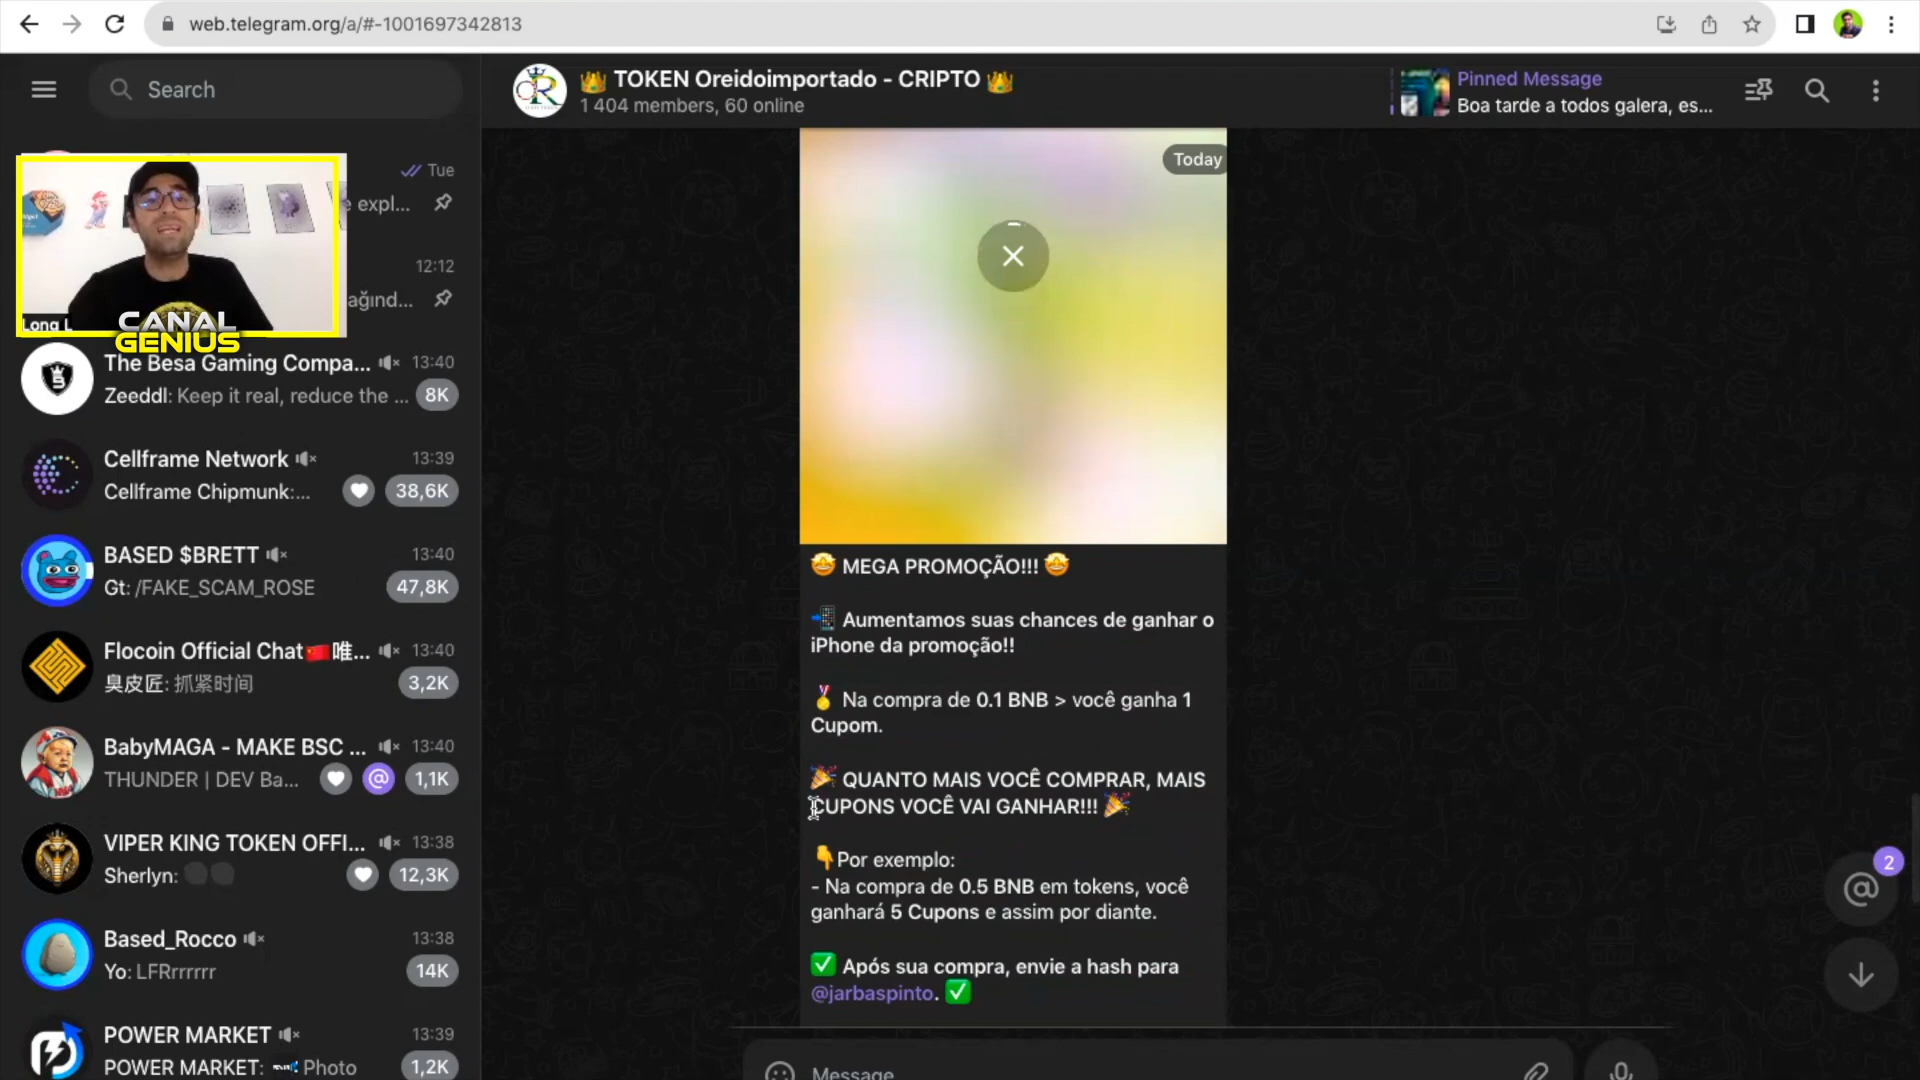 web.telegram.org/a/#-1001697342813
Search
Tue
e expl...
12:12
ağınd...
CANAL
GENIUS
The Besa Gaming Compa...
13:40
Zeeddl: Keep it real, reduce the ...
8K
Cellframe Network
13:39
Cellframe Chipmunk:...
38,6K
BASED $BRETT
13:40
Gt: /FAKE_SCAM_ROSE
47,8K
Flocoin Official Chat🇨🇳唯...
13:40
臭皮匠: 抓紧时间
3,2K
BabyMAGA - MAKE BSC ...
13:40
THUNDER | DEV Ba...
@
1,1K
VIPER KING TOKEN OFFI...
13:38
Sherlyn:
12,3K
Based_Rocco
13:38
Yo: LFRrrrrrr
14K
POWER MARKET
13:39
POWER MARKET: Photo
1,2K
👑 TOKEN Oreidoimportado - CRIPTO 👑
1 404 members, 60 online
Pinned Message
Boa tarde a todos galera, es...
Today
🤩 MEGA PROMOÇÃO!!! 🤩
📲 Aumentamos suas chances de ganhar o
iPhone da promoção!!
🏅 Na compra de 0.1 BNB > você ganha 1
Cupom.
🎉 QUANTO MAIS VOCÊ COMPRAR, MAIS
CUPONS VOCÊ VAI GANHAR!!! 🎉
👇Por exemplo:
- Na compra de 0.5 BNB em tokens, você
ganhará 5 Cupons e assim por diante.
✅ Após sua compra, envie a hash para
@jarbaspinto. ✅
2
@
Message